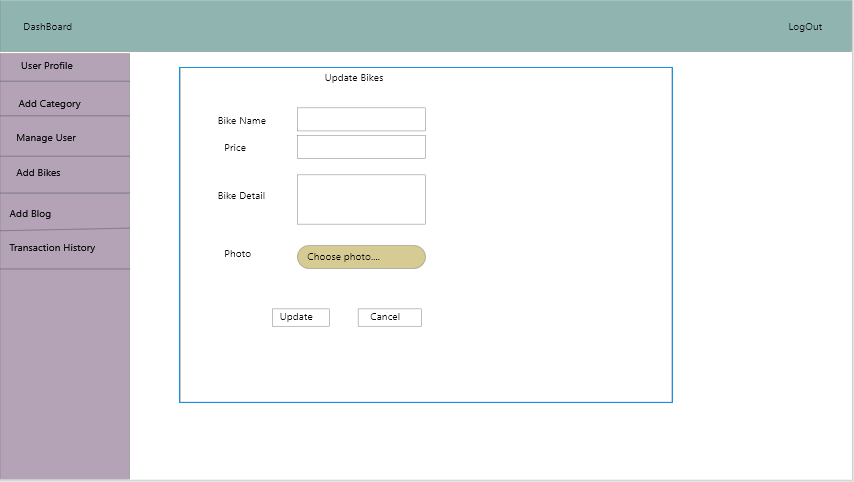 DashBoard
LogOut
User Profile
Add Category
Manage User
Add Bikes
Add Blog
Transaction History
Update Bikes
Bike Name
Price
Bike Detail
Photo
Choose photo....
Update
Cancel